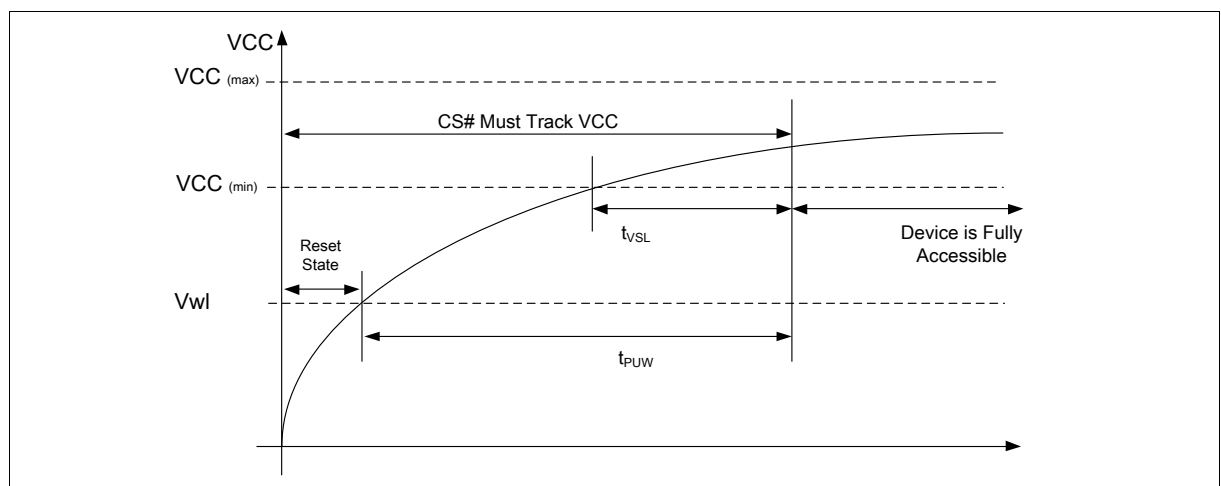 VCC
VCC (max)
CS# Must Track VCC
VCC (min)
tVSL
Device is Fully
Accessible
Reset
State
Vwl
tPUW